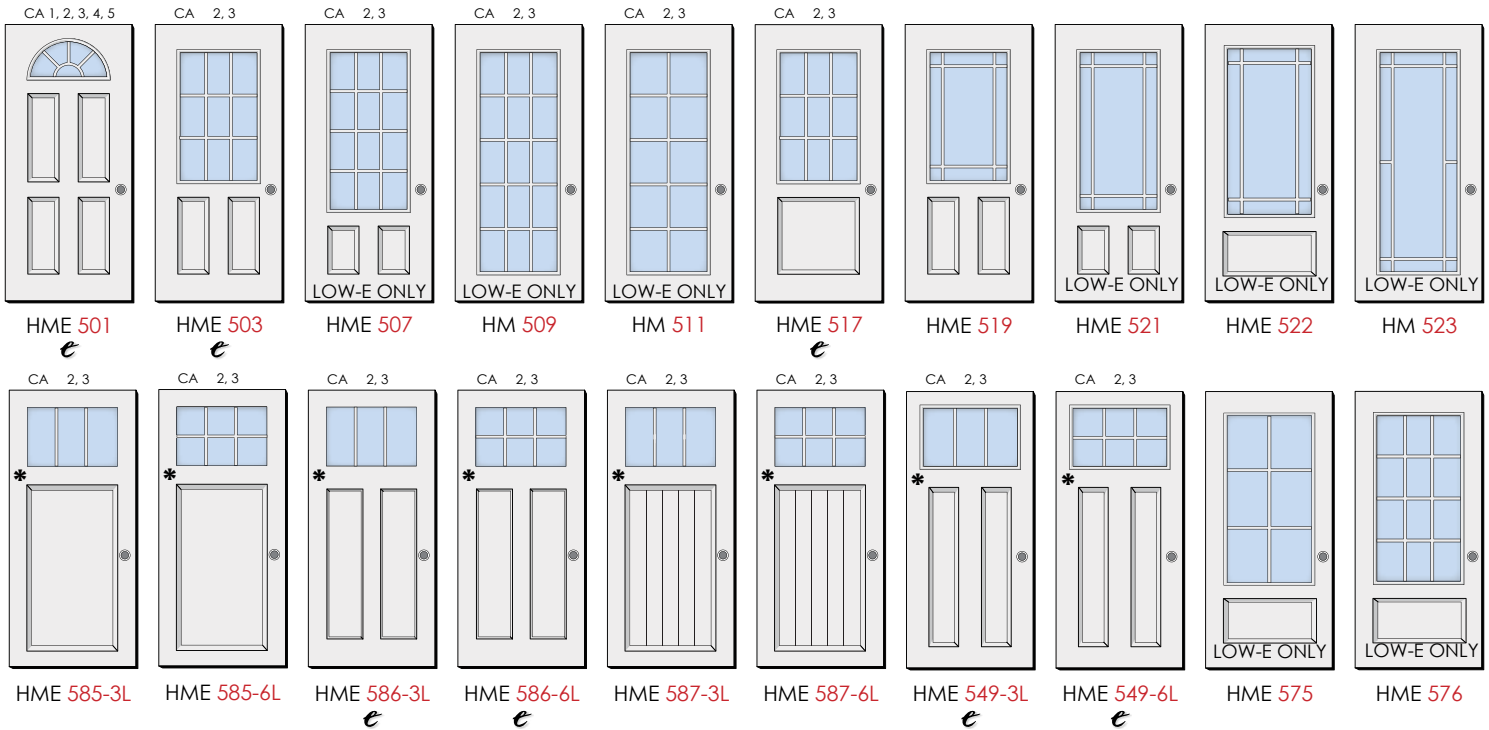 CA 1, 2, 3, 4, 5 CA 2, 3 CA 2, 3 CA 2, 3 CA 2, 3 CA 2, 3
LOW-E ONLY LOW-E ONLY LOW-E ONLY LOW-E ONLY LOW-E ONLY LOW-E ONLY
HME 501 HME 503 HME 507 HM 509 HM 511 HME 517 HME 519 HME 521 HME 522 HM 523
e e e
CA 2, 3 CA 2, 3 CA 2, 3 CA 2, 3 CA 2, 3 CA 2, 3 CA 2, 3 CA 2, 3
* * * * * * * *
LOW-E ONLY LOW-E ONLY
HME 585-3L HME 585-6L HME 586-3L HME 586-6L HME 587-3L HME 587-6L HME 549-3L HME 549-6L HME 575 HME 576
e e e e